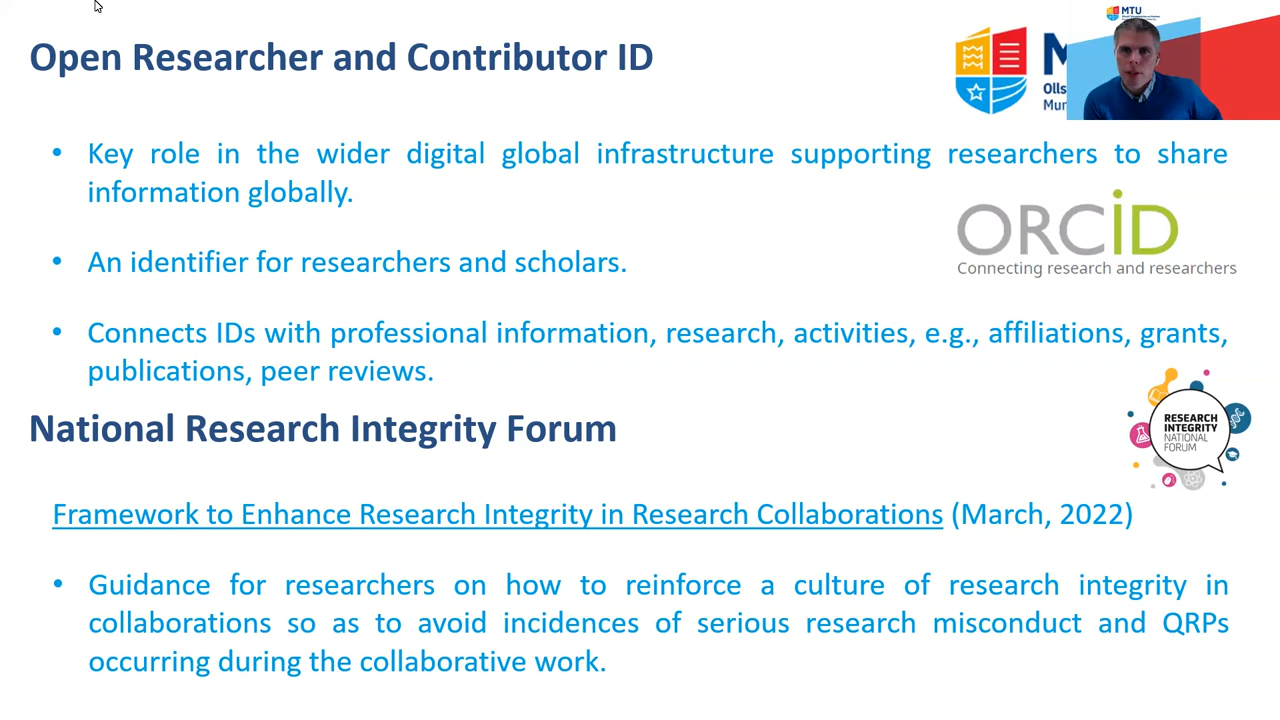 MTU
Open Researcher and Contributor ID
M
Olls
Mun
• Key role in the wider digital global infrastructure supporting researchers to share
information globally.
ORCiD
Connecting research and researchers
• An identifier for researchers and scholars.
• Connects IDs with professional information, research, activities, e.g., affiliations, grants,
publications, peer reviews.
National Research Integrity Forum
RESEARCH
INTEGRITY
NATIONAL
FORUM
Framework to Enhance Research Integrity in Research Collaborations (March, 2022)
• Guidance for researchers on how to reinforce a culture of research integrity in
collaborations so as to avoid incidences of serious research misconduct and QRPs
occurring during the collaborative work.